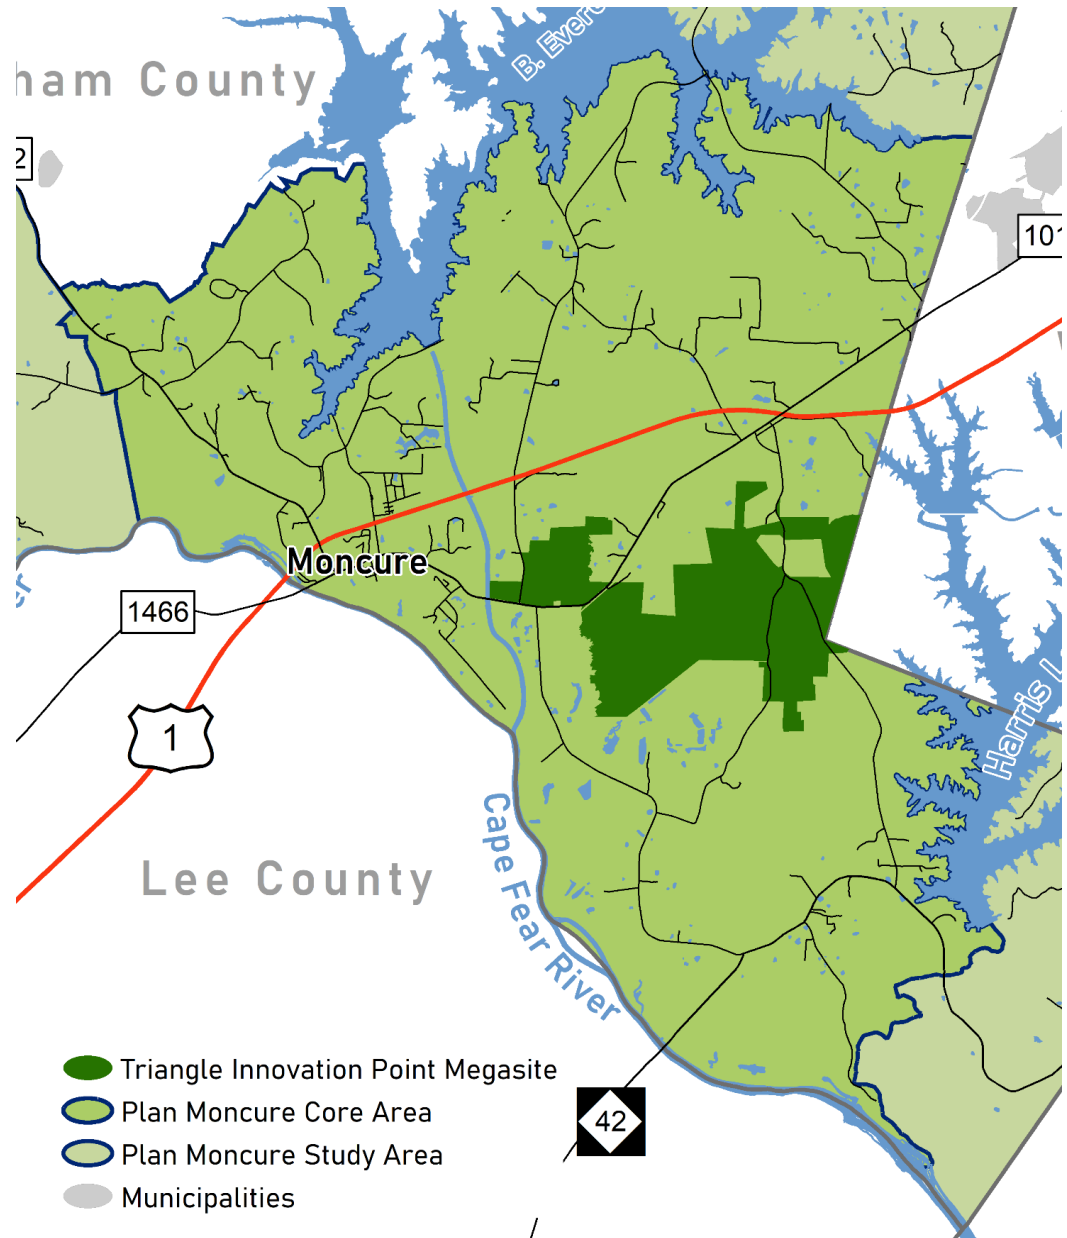 B. Ever
ham County
2
101
Moncure
1466
er
Harris L
1
Cape Fear River
Lee County
Triangle Innovation Point Megasite
Plan Moncure Core Area
42
Plan Moncure Study Area
Municipalities